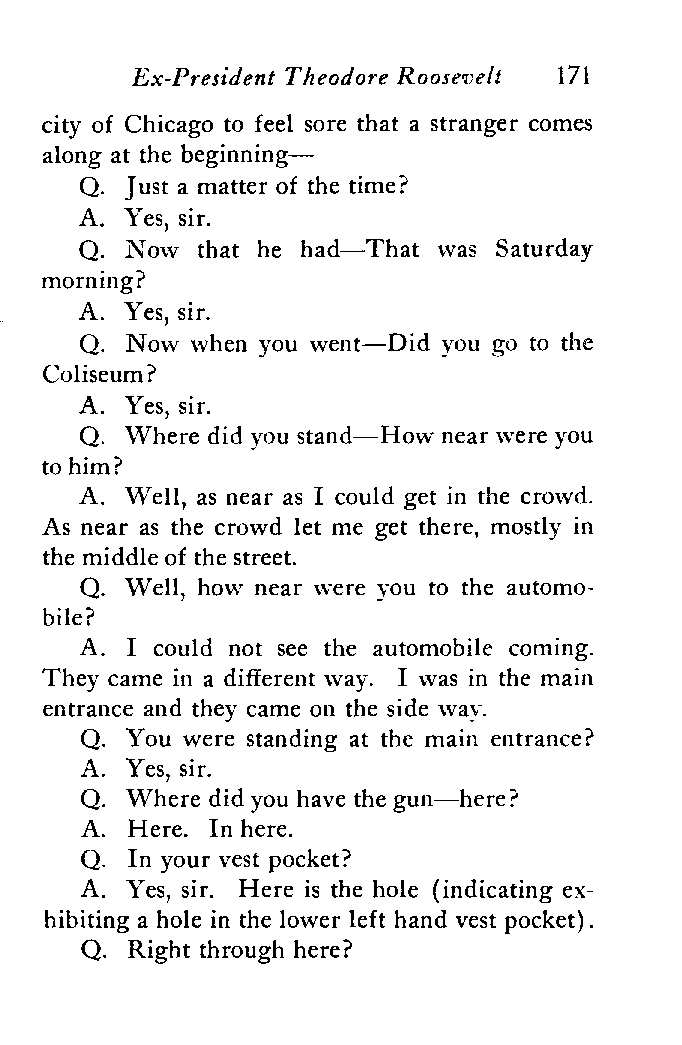 Ex-President Theodore Roosevelt 171
city of Chicago to feel sore that a stranger comes
along at the beginning—
Q. Just a matter of the time?
A. Yes, sir.
Q. Now that he had—That was Saturday
morning?
A. Yes, sir.
Q. Now when you went—Did you go to the
Coliseum?
A. Yes, sir.
Q. Where did you stand—How near were you
to him?
A. Well, as near as I could get in the crowd.
As near as the crowd let me get there, mostly in
the middle of the street.
Q. Well, how near were you to the automo-
bile?
A. I could not see the automobile coming.
They came in a different way. I was in the main
entrance and they came on the side way.
Q. You were standing at the main entrance?
A. Yes, sir.
Q. Where did you have the gun—here?
A. Here. In here.
Q. In your vest pocket?
A. Yes, sir. Here is the hole (indicating ex-
hibiting a hole in the lower left hand vest pocket).
Q. Right through here?